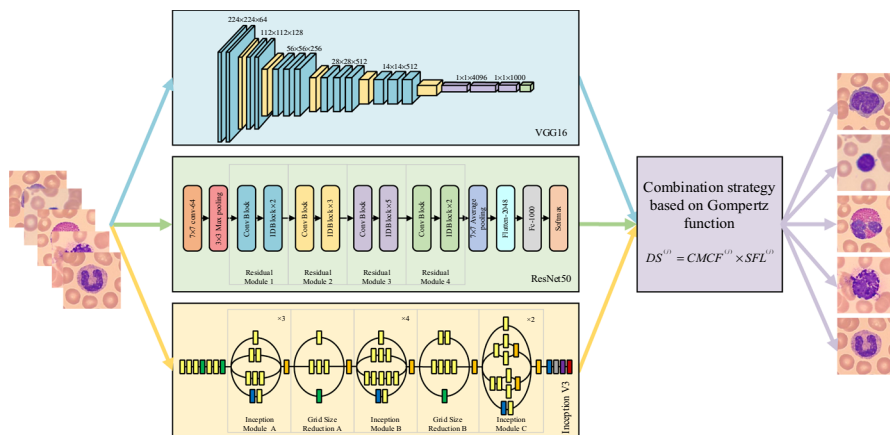 224×224×64
112×112×128
56×56×256
28×28×512
14×14×512
1×1×4096
1×1×1000
VGG16
7×7 conv-64
3×3 Max pooling
Conv Block
IDBlock×2
Conv Block
IDBlock×3
Conv Block
IDBlock×5
Conv Block
IDBlock×2
7×7 Average
pooling
Flatten-2048
Fc-1000
Softmax
Residual
Module 1
Residual
Module 2
Residual
Module 3
Residual
Module 4
ResNet50
×3
×4
×2
Inception
Module A
Grid Size
Reduction A
Inception
Module B
Grid Size
Reduction B
Inception
Module C
Inception V3
Combination strategy
based on Gompertz
function
DS^(j) = CMCF^(j) × SFL^(j)